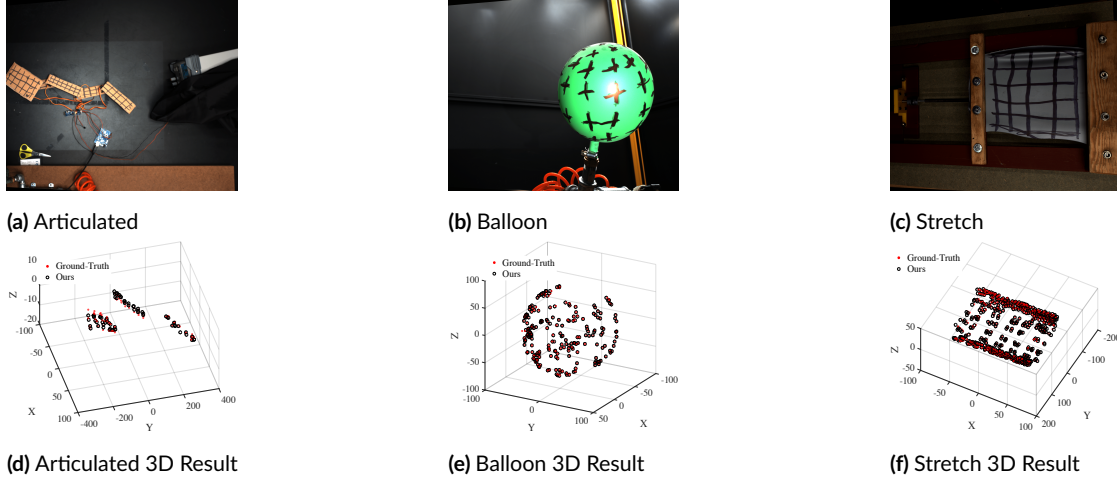 (a) Articulated
(b) Balloon
(c) Stretch
10
0
-10
-20
Z
Ground-Truth
Ours
-100
-50
0
50
100
X
-400
-200
0
200
400
Y
100
50
0
-50
-100
Z
Ground-Truth
Ours
0
100
Y
50
0
-50
-100
X
Ground-Truth
Ours
50
0
-50
Z
-100
-50
0
50
100
X
200
100
0
-100
-200
Y
(d) Articulated 3D Result
(e) Balloon 3D Result
(f) Stretch 3D Result